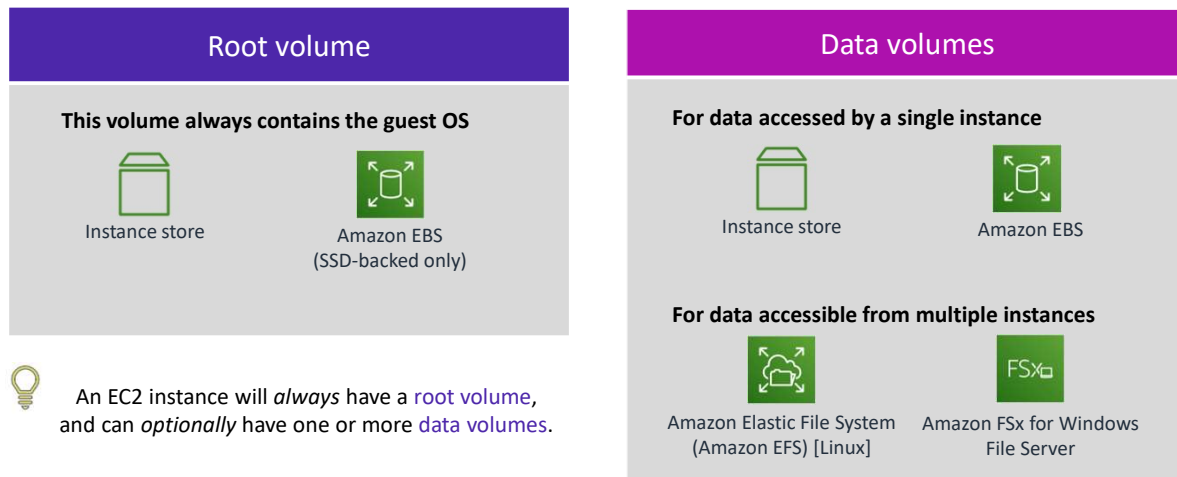 Root volume
This volume always contains the guest OS
Instance store
Amazon EBS
(SSD-backed only)
An EC2 instance will always have a root volume,
and can optionally have one or more data volumes.
Data volumes
For data accessed by a single instance
Instance store
Amazon EBS
For data accessible from multiple instances
FSx
Amazon Elastic File System
(Amazon EFS) [Linux]
Amazon FSx for Windows
File Server